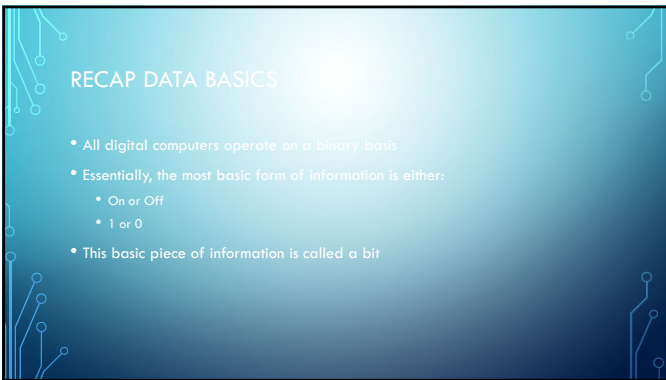 RECAP DATA BASICS
• All digital computers operate on a binary basis
• Essentially, the most basic form of information is either:
• On or Off
• 1 or 0
• This basic piece of information is called a bit